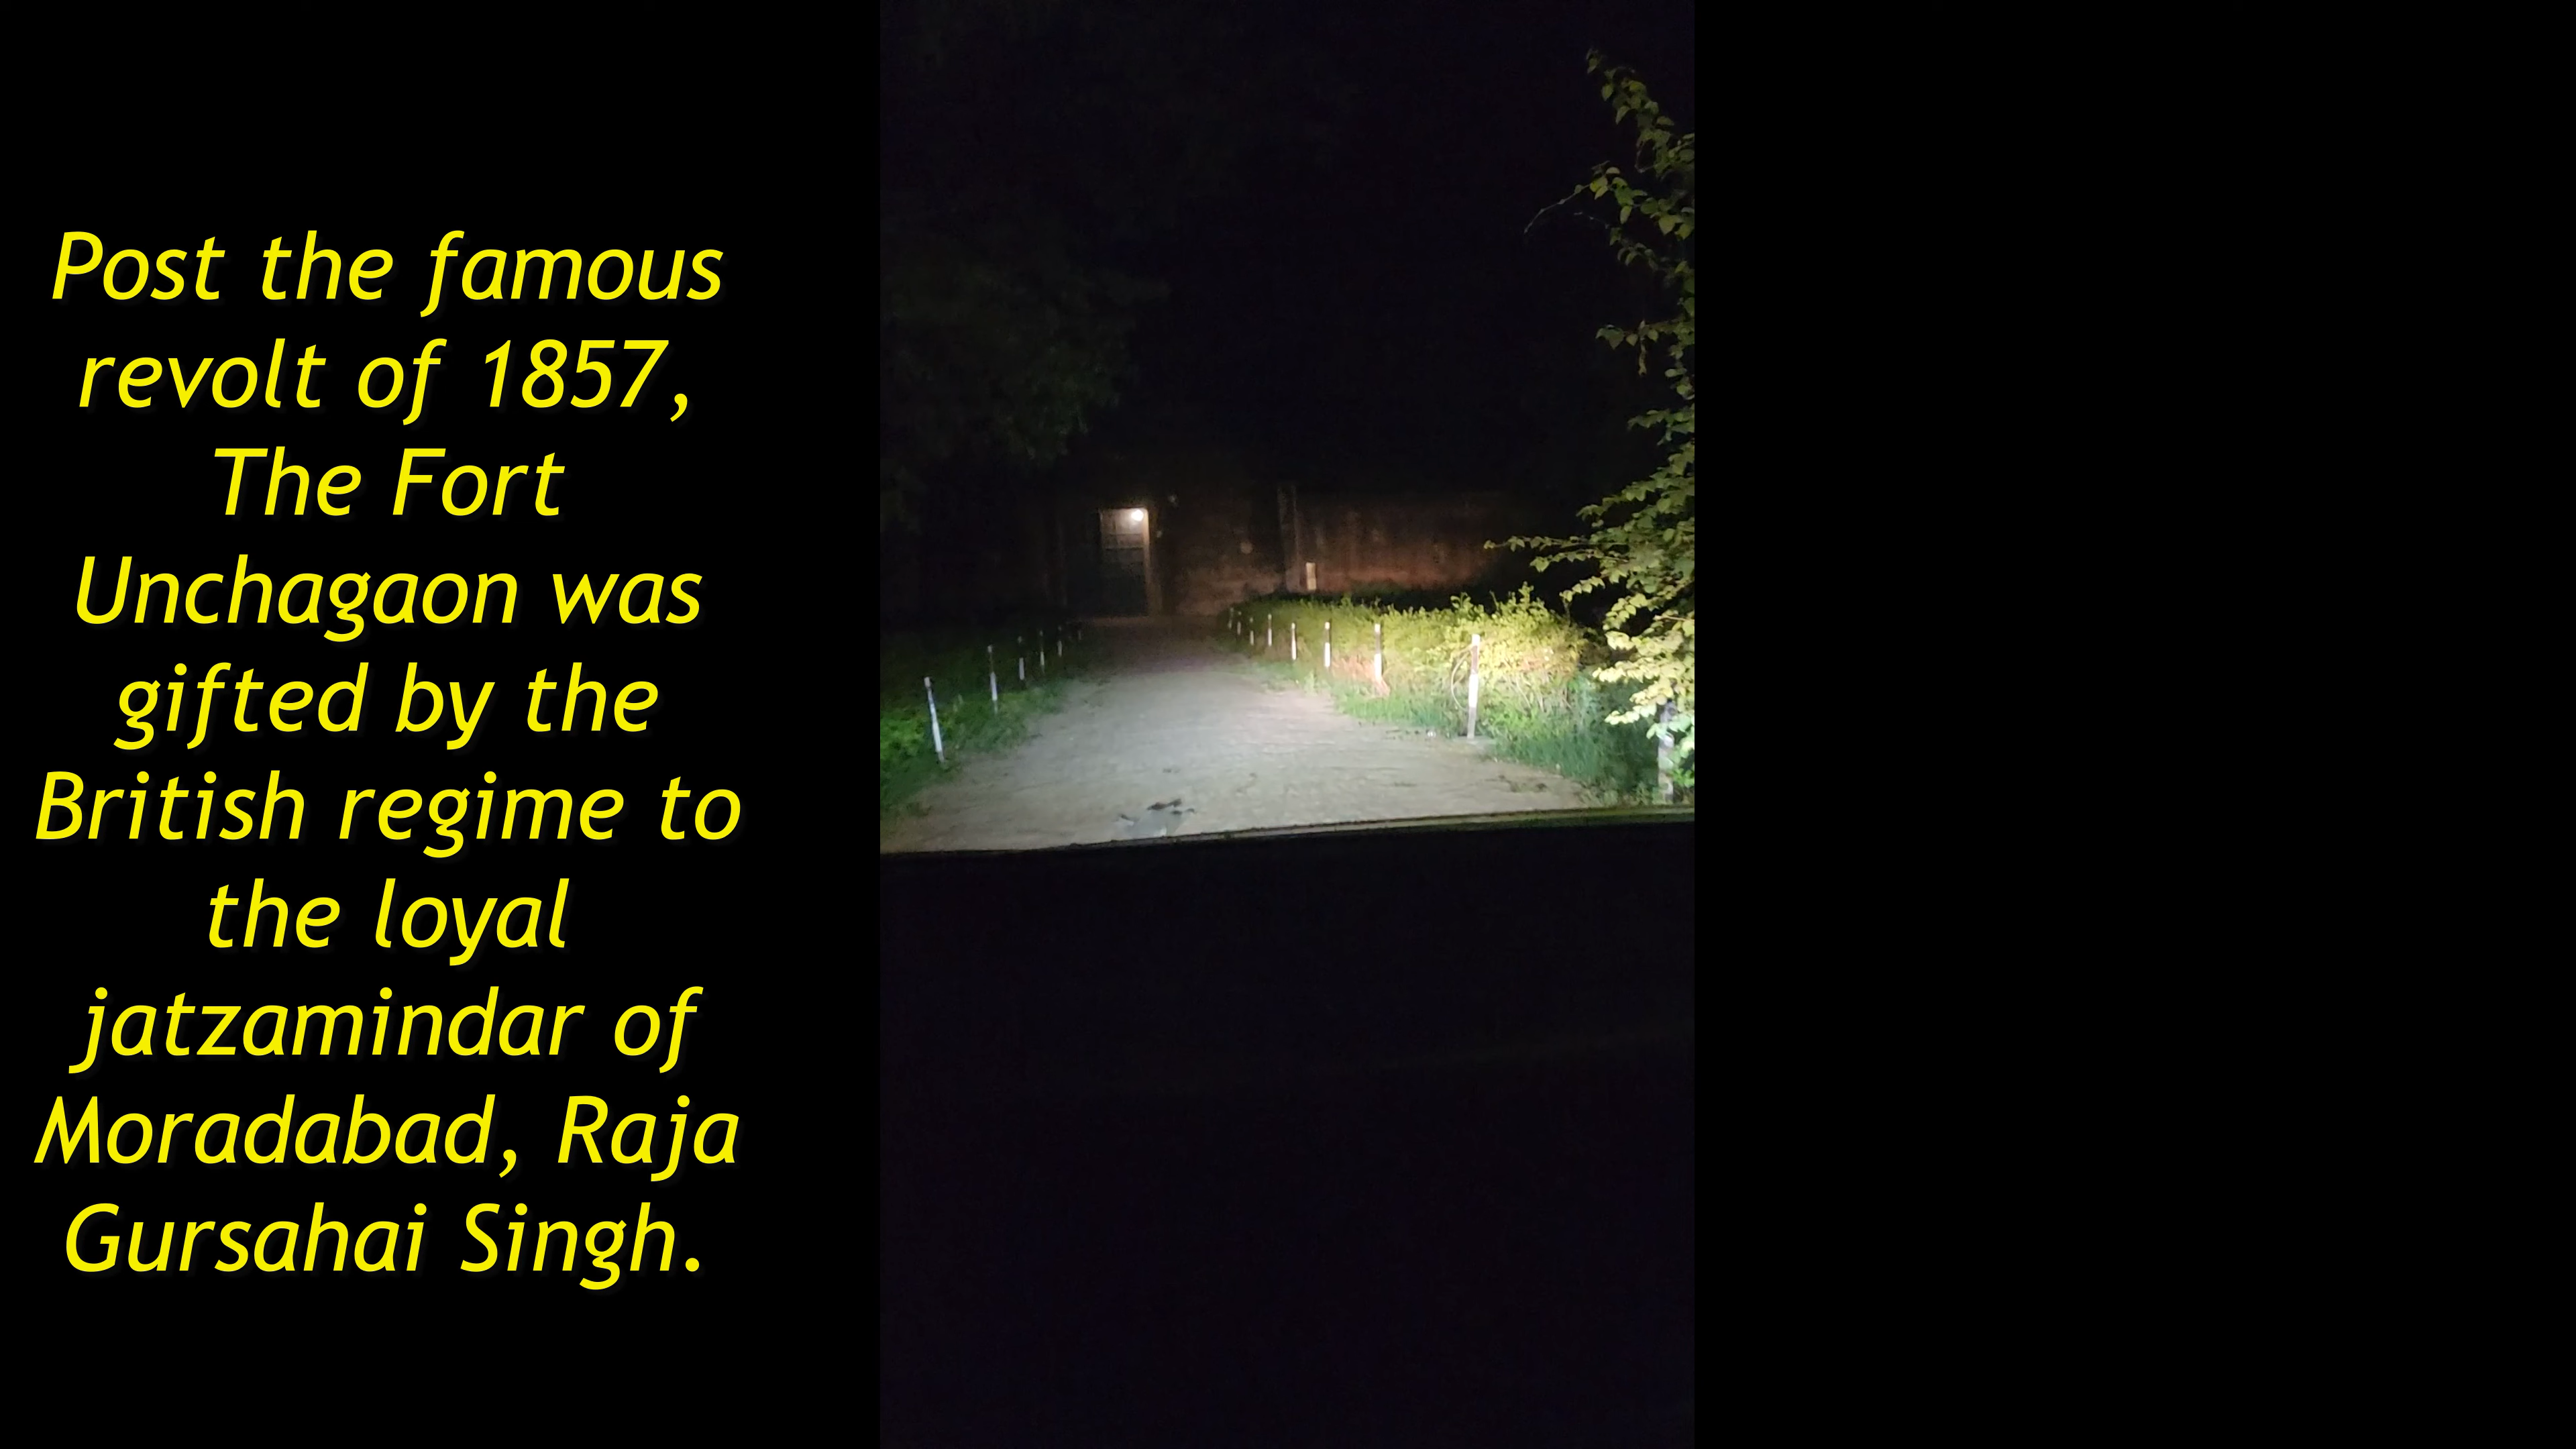 Post the famous
revolt of 1857,
The Fort
Unchagaon was
gifted by the
British regime to
the loyal
jatzamindar of
Moradabad, Raja
Gursahai Singh.